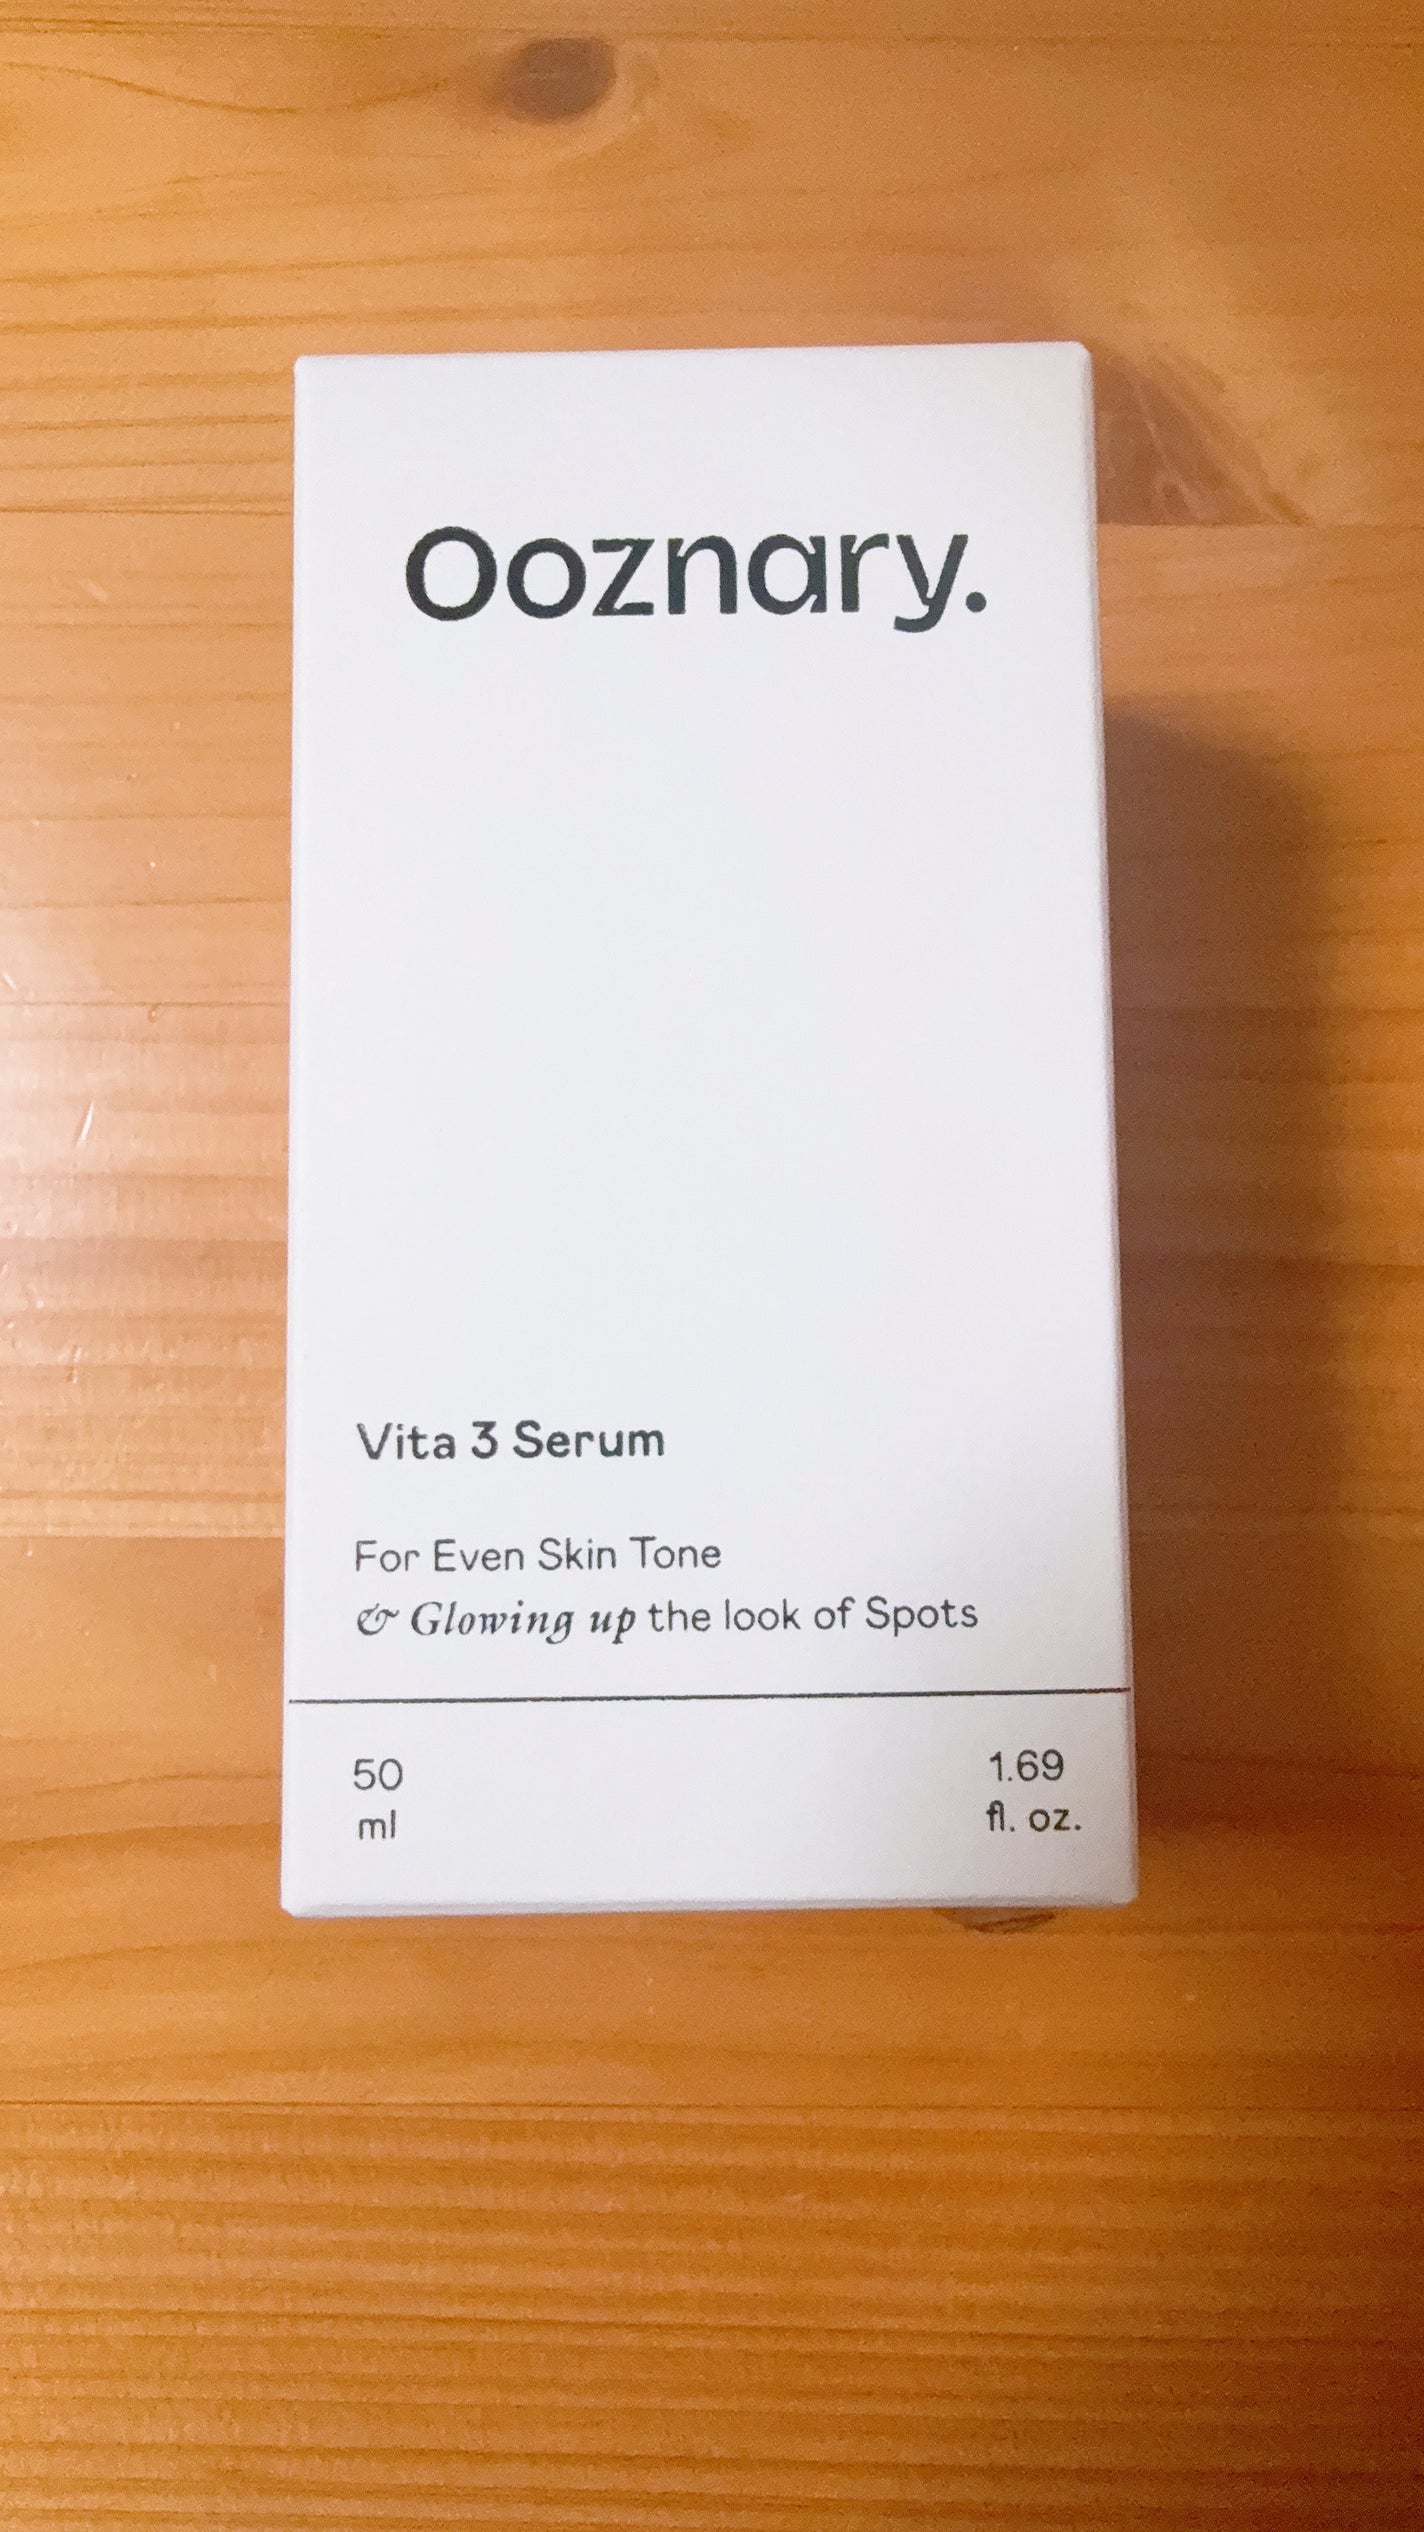 Ooznary.
Vita 3 Serum
For Even Skin Tone
& Glowing up the look of Spots
50
ml
1.69
fl. oz.